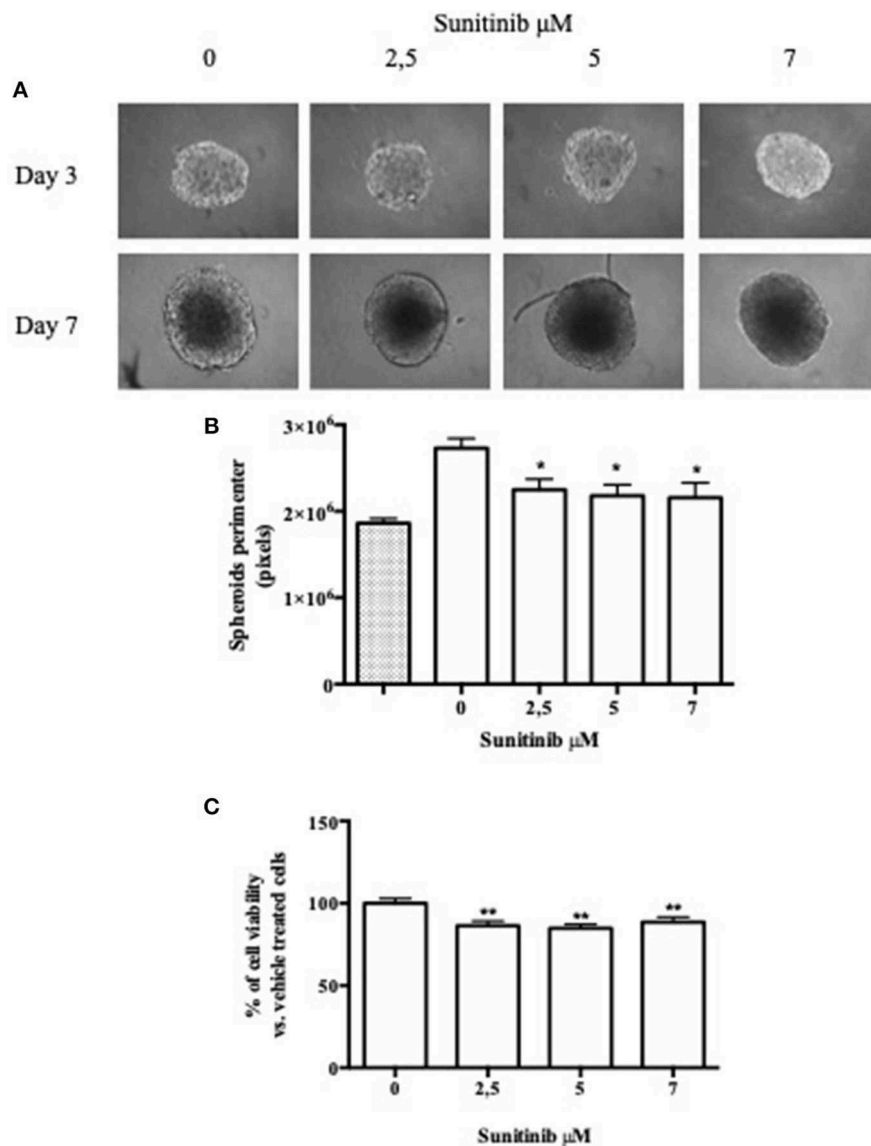 Sunitinib µM
0 2,5 5 7
A
Day 3
Day 7
B
3×10⁶
2×10⁶
1×10⁶
0
Spheroids perimenter
(pixels)
* * *
0 2,5 5 7
Sunitinib µM
C
150
100
50
0
% of cell viability
vs. vehicle treated cells
** ** **
0 2,5 5 7
Sunitinib µM